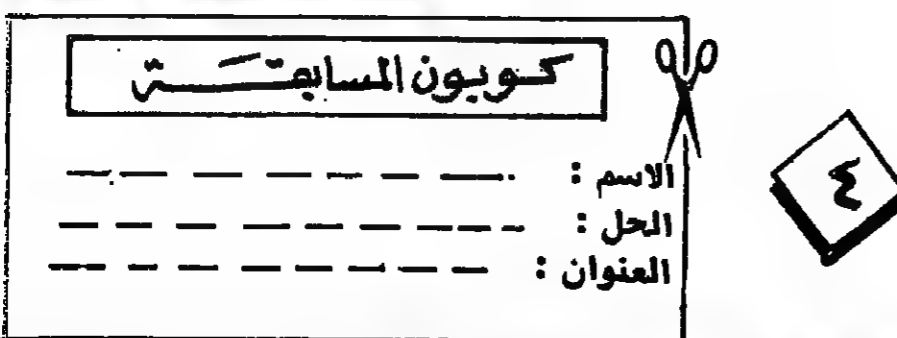 كوبون المسابقة
الاسم :
الحل :
العنوان :
٤